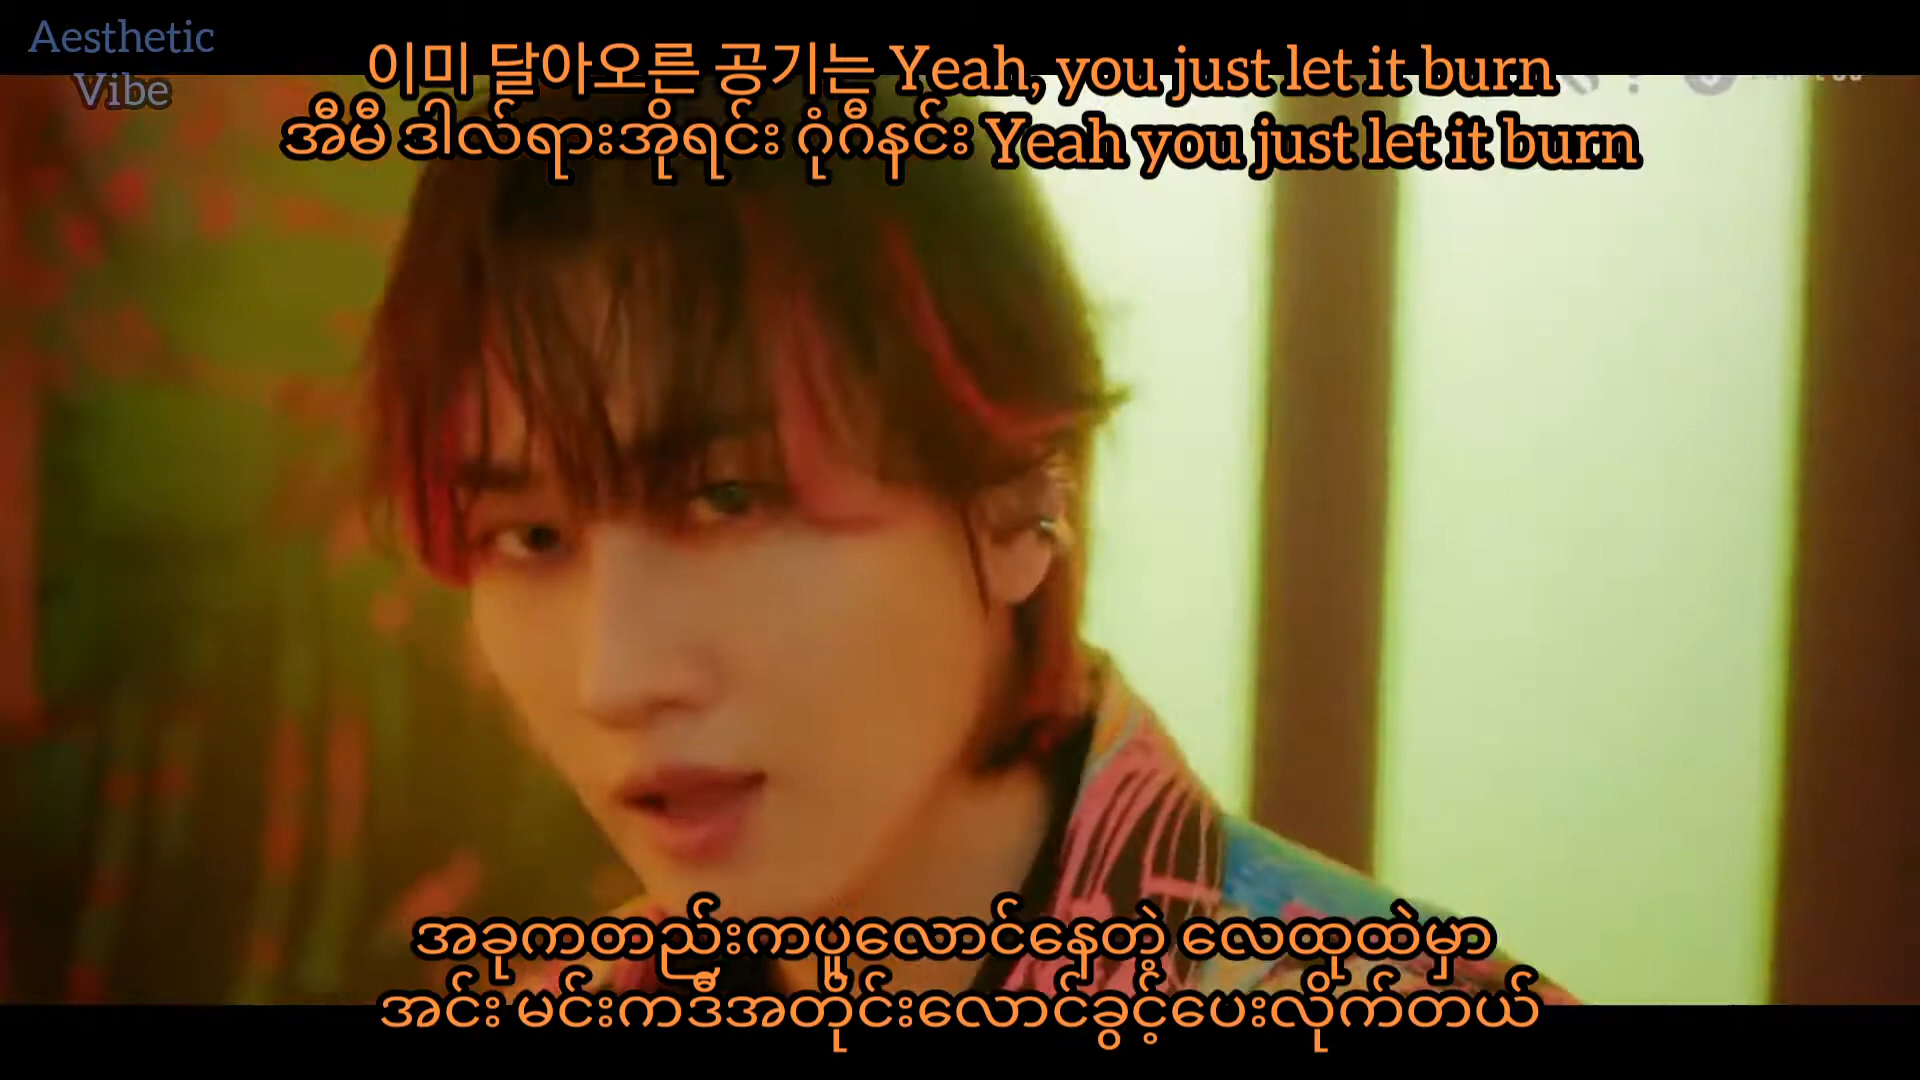 Aesthetic
Vibe
이미 달아오른 공기는 Yeah, you just let it burn
အီမီ ဒါလ်ရားအိုရင်း ဂုံဂီနင်း Yeah you just let it burn
အခုကတည်းကပူလောင်နေတဲ့ လေထုထဲမှာ
အင်း မင်းကဒီအတိုင်းလောင်ခွင့်ပေးလိုက်တယ်